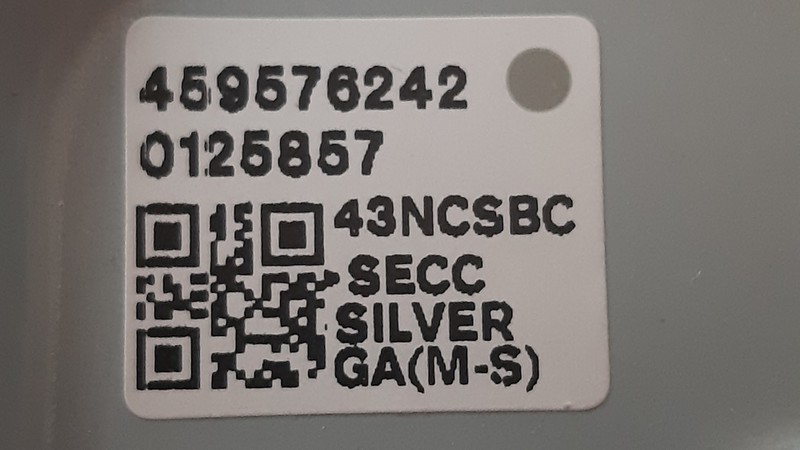 459576242
0125857
43NCSBC
SECC
SILVER
GA(M-S)